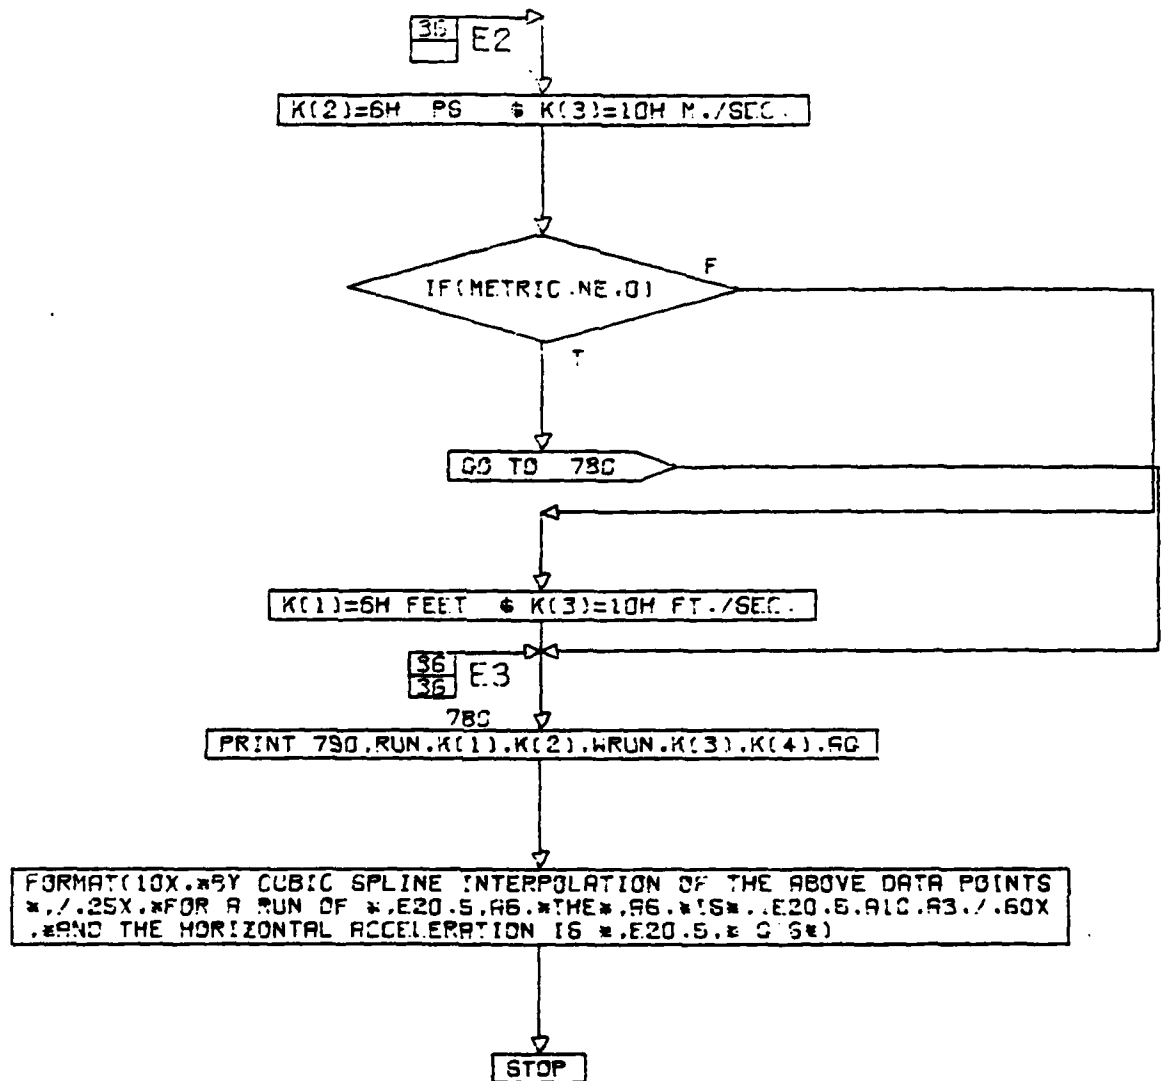 36
E2
K(2)=6H PS $ K(3)=10H M./SEC.
IF(METRIC.NE.0)
F
T
GO TO 780
K(1)=6H FEET $ K(3)=10H FT./SEC.
36
36
E3
780
PRINT 790,RUN,K(1),K(2),WRUN,K(3),K(4),AG
FORMAT(10X,*BY CUBIC SPLINE INTERPOLATION OF THE ABOVE DATA POINTS
*,/,25X,*FOR A RUN OF *,E20.5,A6,*THE*,A6,*IS*,,E20.5,A10,A3,/,60X
,*AND THE HORIZONTAL ACCELERATION IS *,E20.5,* G'S*)
STOP